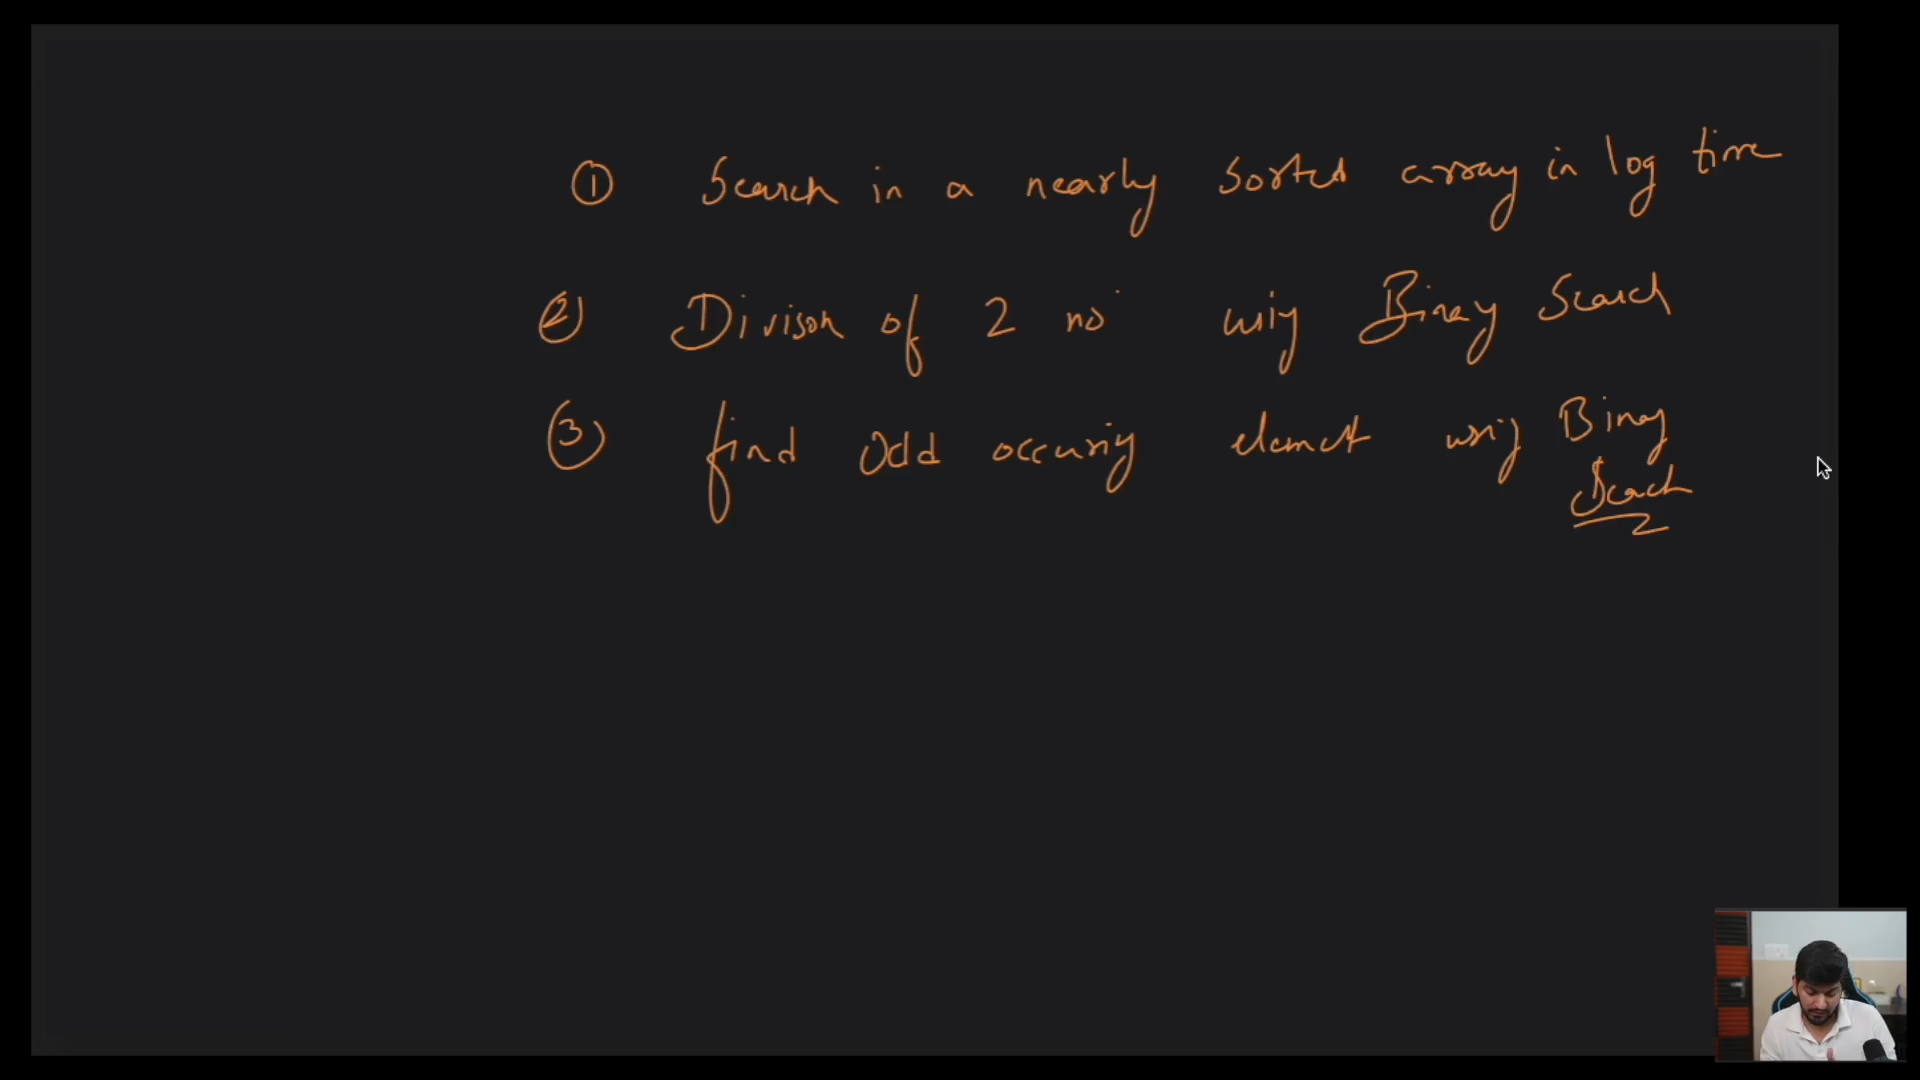 ① Search in a nearly sorted array in log time
② Divison of 2 no using Binary Search
③ find odd occuring element using Binary
Search